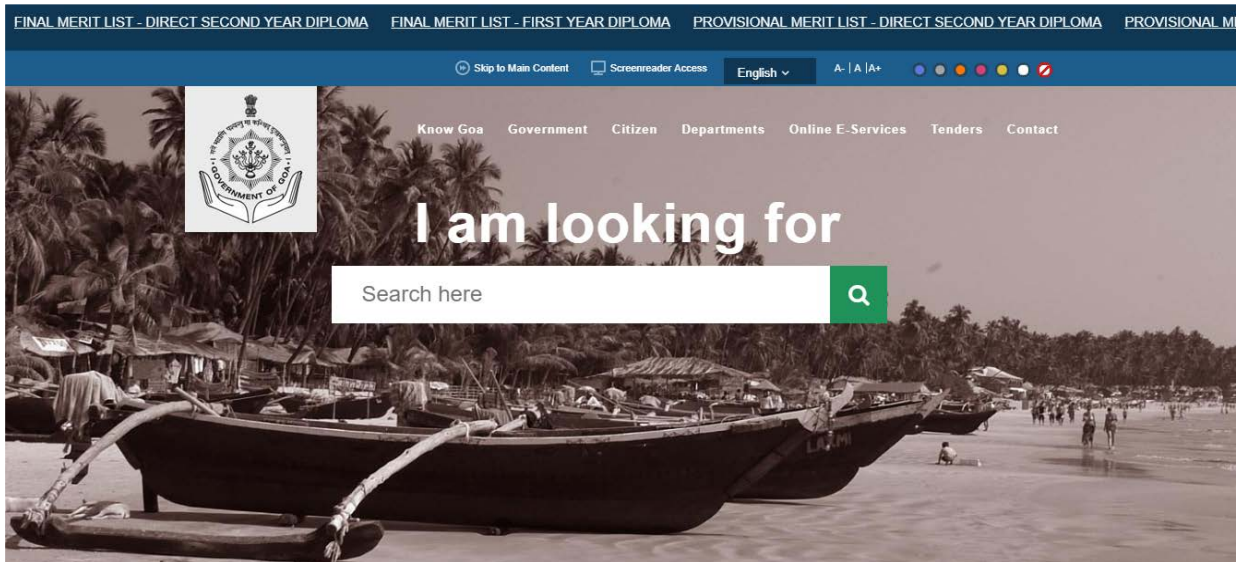 FINAL MERIT LIST - DIRECT SECOND YEAR DIPLOMA FINAL MERIT LIST - FIRST YEAR DIPLOMA PROVISIONAL MERIT LIST - DIRECT SECOND YEAR DIPLOMA PROVISIONAL
Skip to Main Content Screenreader Access English A- | A | A+
Know Goa Government Citizen Departments Online E-Services Tenders Contact
GOVERNMENT OF GOA
I am looking for
Search here
LAXMI